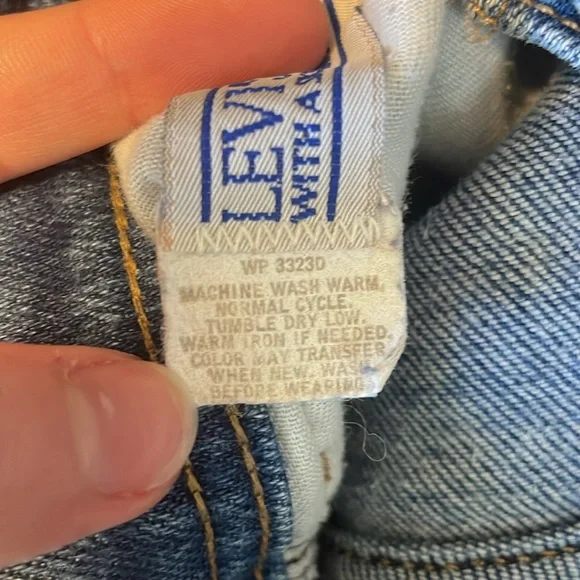 LEVI'S
WITH A
WP 3323D
MACHINE WASH WARM.
NORMAL CYCLE.
TUMBLE DRY LOW.
WARM IRON IF NEEDED.
COLOR MAY TRANSFER
WHEN NEW. WASH
BEFORE WEARING